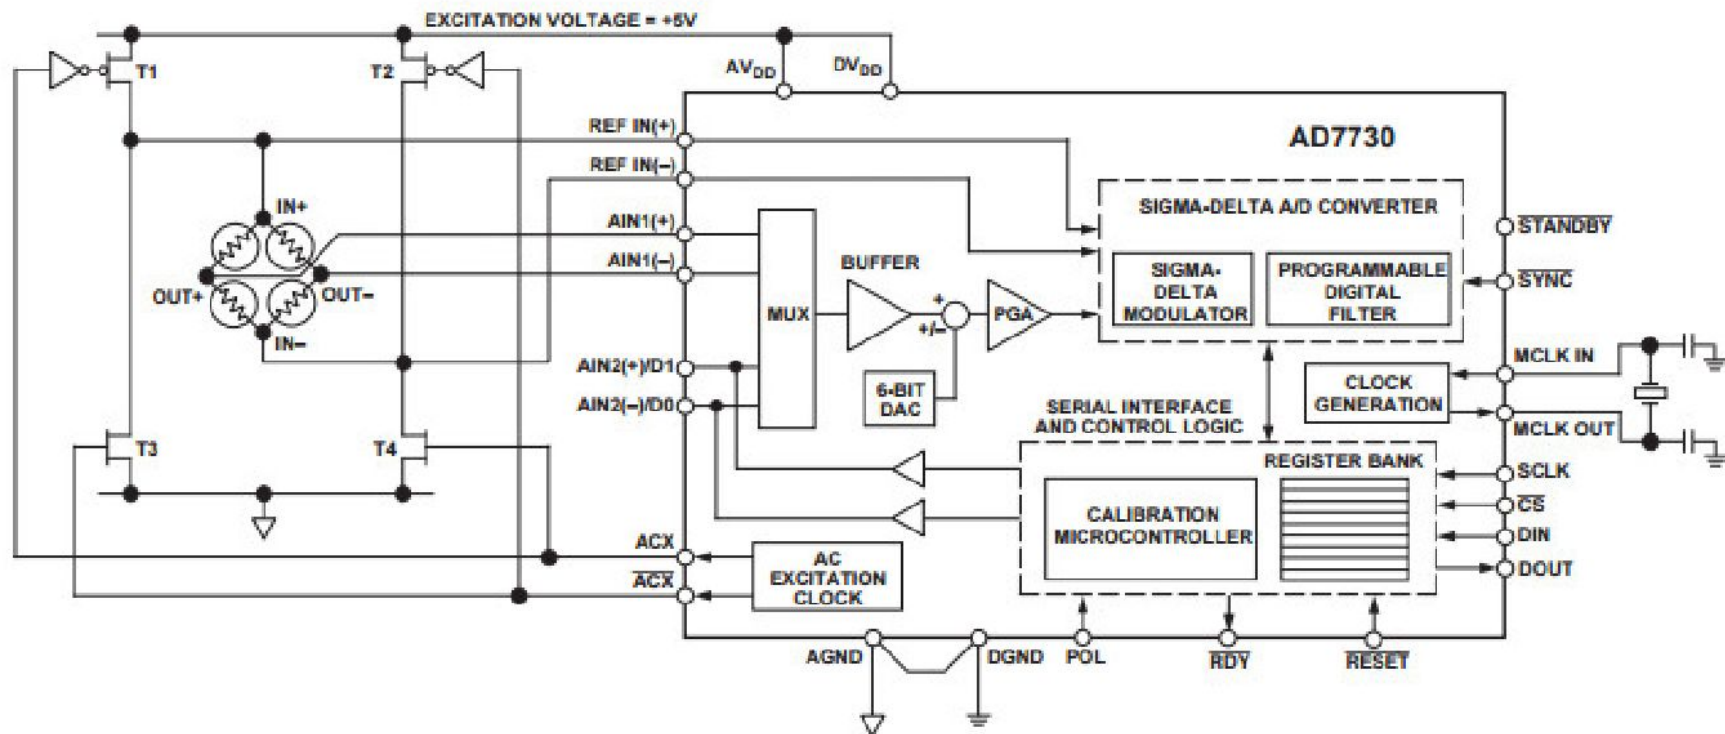 EXCITATION VOLTAGE = +5V
T1
T2
AVDD
DVDD
REF IN(+)
REF IN(–)
AD7730
IN+
AIN1(+)
AIN1(–)
OUT+
OUT–
IN–
BUFFER
MUX
+
+/–
PGA
SIGMA-DELTA A/D CONVERTER
SIGMA-
DELTA
MODULATOR
PROGRAMMABLE
DIGITAL
FILTER
STANDBY
SYNC
AIN2(+)/D1
AIN2(–)/D0
6-BIT
DAC
SERIAL INTERFACE
AND CONTROL LOGIC
CLOCK
GENERATION
MCLK IN
MCLK OUT
T3
T4
REGISTER BANK
CALIBRATION
MICROCONTROLLER
SCLK
CS
DIN
DOUT
ACX
ACX
AC
EXCITATION
CLOCK
AGND
DGND
POL
RDY
RESET